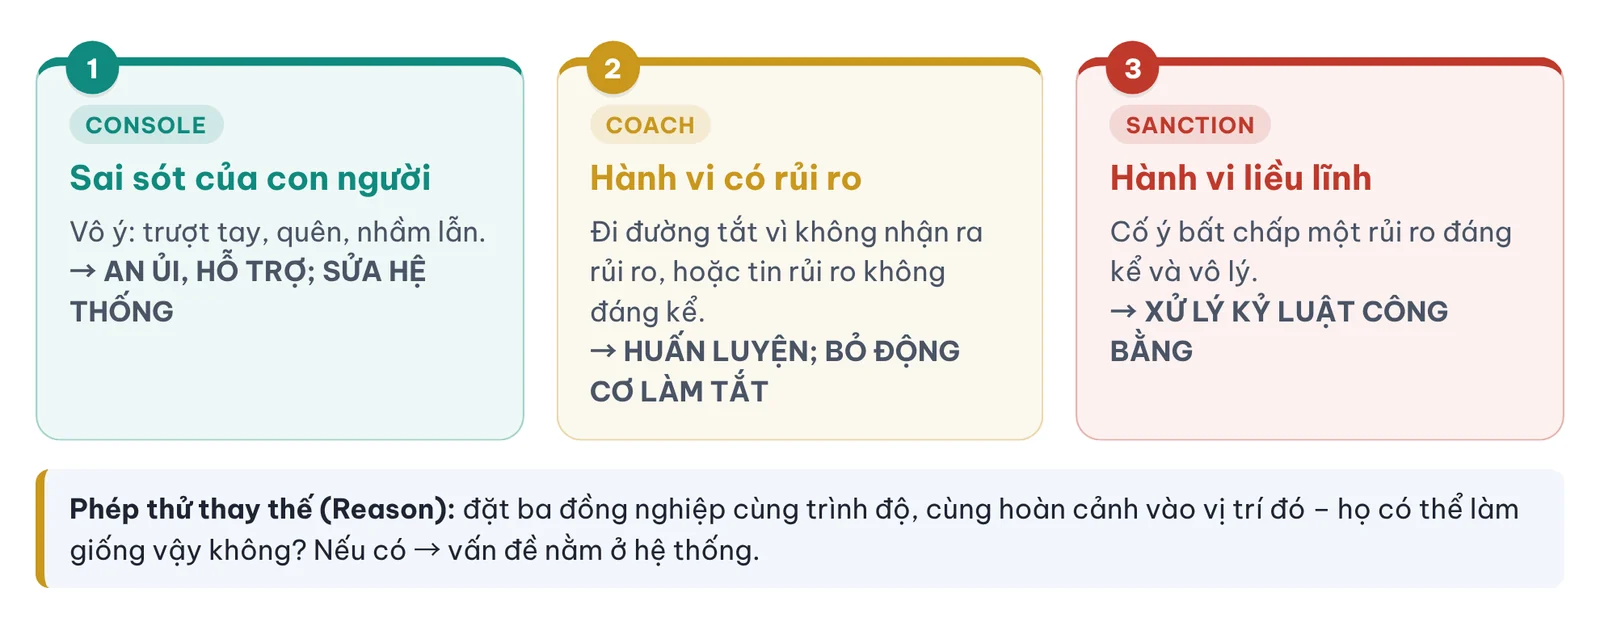 1
CONSOLE
Sai sót của con người
Vô ý: trượt tay, quên, nhầm lẫn.
→ AN ỦI, HỖ TRỢ; SỬA HỆ
THỐNG
2
COACH
Hành vi có rủi ro
Đi đường tắt vì không nhận ra
rủi ro, hoặc tin rủi ro không
đáng kể.
→ HUẤN LUYỆN; BỎ ĐỘNG
CƠ LÀM TẮT
3
SANCTION
Hành vi liều lĩnh
Cố ý bất chấp một rủi ro đáng
kể và vô lý.
→ XỬ LÝ KỶ LUẬT CÔNG
BẰNG
Phép thử thay thế (Reason): đặt ba đồng nghiệp cùng trình độ, cùng hoàn cảnh vào vị trí đó – họ có thể làm
giống vậy không? Nếu có → vấn đề nằm ở hệ thống.